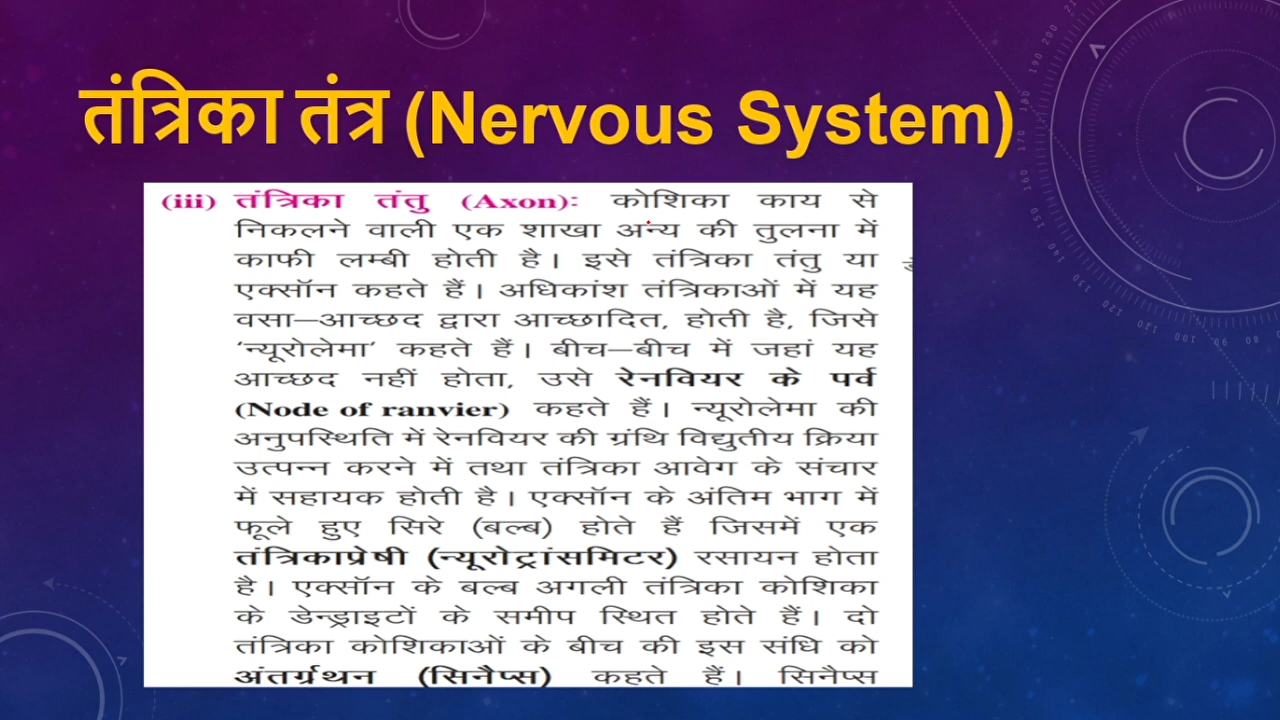 तंत्रिका तंत्र (Nervous System)
(iii) तंत्रिका तंतु (Axon): कोशिका काय से
निकलने वाली एक शाखा अन्य की तुलना में
काफी लम्बी होती है। इसे तंत्रिका तंतु या
एक्सॉन कहते हैं। अधिकांश तंत्रिकाओं में यह
वसा–आच्छद द्वारा आच्छादित, होती है, जिसे
'न्यूरोलेमा' कहते हैं। बीच–बीच में जहां यह
आच्छद नहीं होता, उसे रेनवियर के पर्व
(Node of ranvier) कहते हैं। न्यूरोलेमा की
अनुपस्थिति में रेनवियर की ग्रंथि विद्युतीय क्रिया
उत्पन्न करने में तथा तंत्रिका आवेग के संचार
में सहायक होती है। एक्सॉन के अंतिम भाग में
फूले हुए सिरे (बल्ब) होते हैं जिसमें एक
तंत्रिकाप्रेषी (न्यूरोट्रांसमिटर) रसायन होता
है। एक्सॉन के बल्ब अगली तंत्रिका कोशिका
के डेन्ड्राइटों के समीप स्थित होते हैं। दो
तंत्रिका कोशिकाओं के बीच की इस संधि को
अंतर्ग्रथन (सिनैप्स) कहते हैं। सिनैप्स